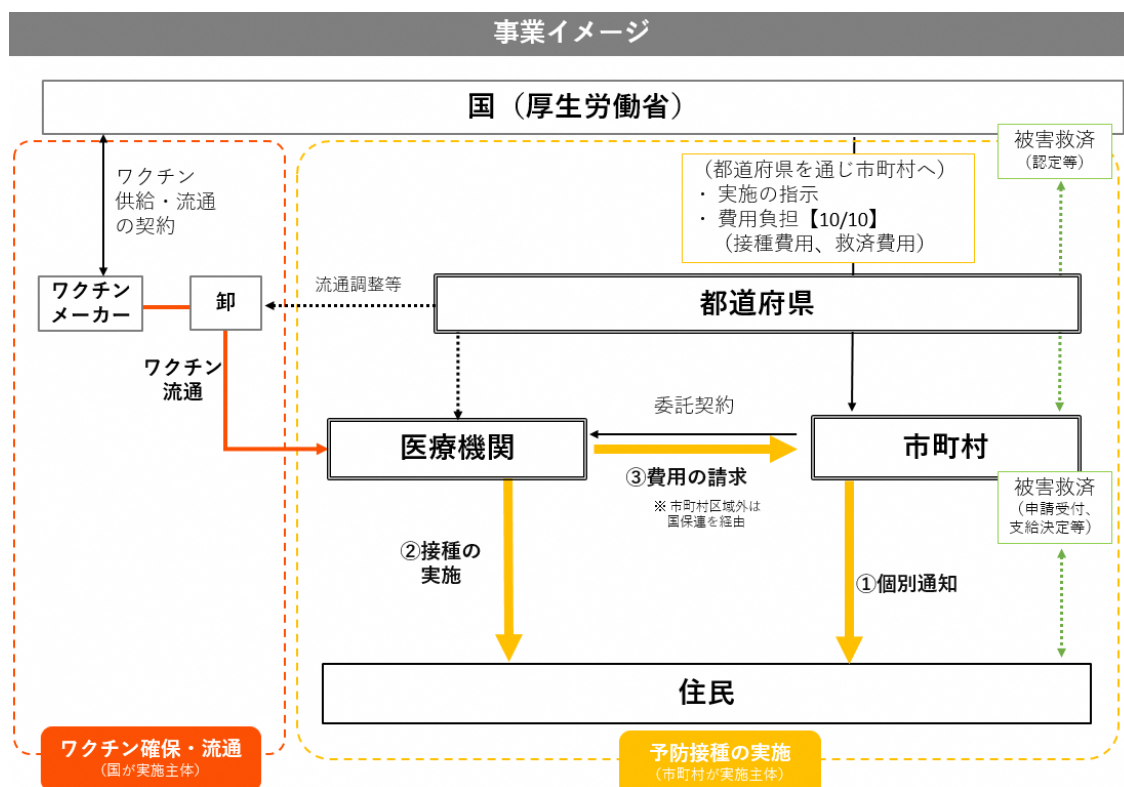 事業イメージ
国（厚生労働省）
被害救済
（認定等）
ワクチン
供給・流通
の契約
（都道府県を通じ市町村へ）
・ 実施の指示
・ 費用負担【10/10】
（接種費用、救済費用）
ワクチン
メーカー
卸
流通調整等
都道府県
ワクチン
流通
委託契約
医療機関
市町村
③費用の請求
※ 市町村区域外は
国保連を経由
被害救済
（申請受付、
支給決定等）
②接種の
実施
①個別通知
住民
ワクチン確保・流通
（国が実施主体）
予防接種の実施
（市町村が実施主体）